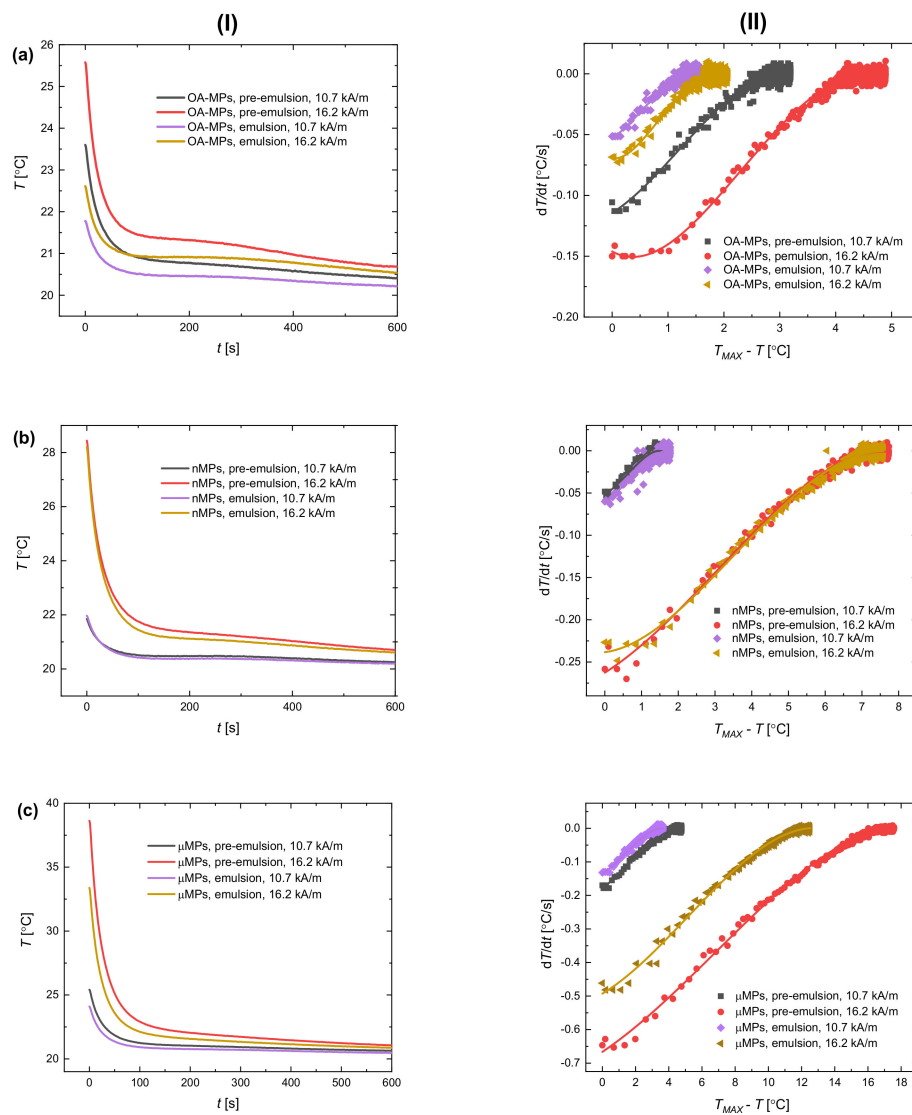 (I)
(II)
(a)
26
25
24
23
22
21
20
T [°C]
OA-MPs, pre-emulsion, 10.7 kA/m
OA-MPs, pre-emulsion, 16.2 kA/m
OA-MPs, emulsion, 10.7 kA/m
OA-MPs, emulsion, 16.2 kA/m
0 200 400 600
t [s]
0.00
-0.05
-0.10
-0.15
-0.20
dT/dt [°C/s]
OA-MPs, pre-emulsion, 10.7 kA/m
OA-MPs, pemulsion, 16.2 kA/m
OA-MPs, emulsion, 10.7 kA/m
OA-MPs, emulsion, 16.2 kA/m
0 1 2 3 4 5
TMAX - T [°C]
(b)
28
26
24
22
20
T [°C]
nMPs, pre-emulsion, 10.7 kA/m
nMPs, pre-emulsion, 16.2 kA/m
nMPs, emulsion, 10.7 kA/m
nMPs, emulsion, 16.2 kA/m
0 200 400 600
t [s]
0.00
-0.05
-0.10
-0.15
-0.20
-0.25
dT/dt [°C/s]
nMPs, pre-emulsion, 10.7 kA/m
nMPs, pre-emulsion, 16.2 kA/m
nMPs, emulsion, 10.7 kA/m
nMPs, emulsion, 16.2 kA/m
0 1 2 3 4 5 6 7 8
TMAX - T [°C]
(c)
40
35
30
25
20
T [°C]
μMPs, pre-emulsion, 10.7 kA/m
μMPs, pre-emulsion, 16.2 kA/m
μMPs, emulsion, 10.7 kA/m
μMPs, emulsion, 16.2 kA/m
0 100 200 300 400 500 600
t [s]
0.0
-0.1
-0.2
-0.3
-0.4
-0.5
-0.6
-0.7
dT/dt [°C/s]
μMPs, pre-emulsion, 10.7 kA/m
μMPs, pre-emulsion, 16.2 kA/m
μMPs, emulsion, 10.7 kA/m
μMPs, emulsion, 16.2 kA/m
0 2 4 6 8 10 12 14 16 18
TMAX - T [°C]